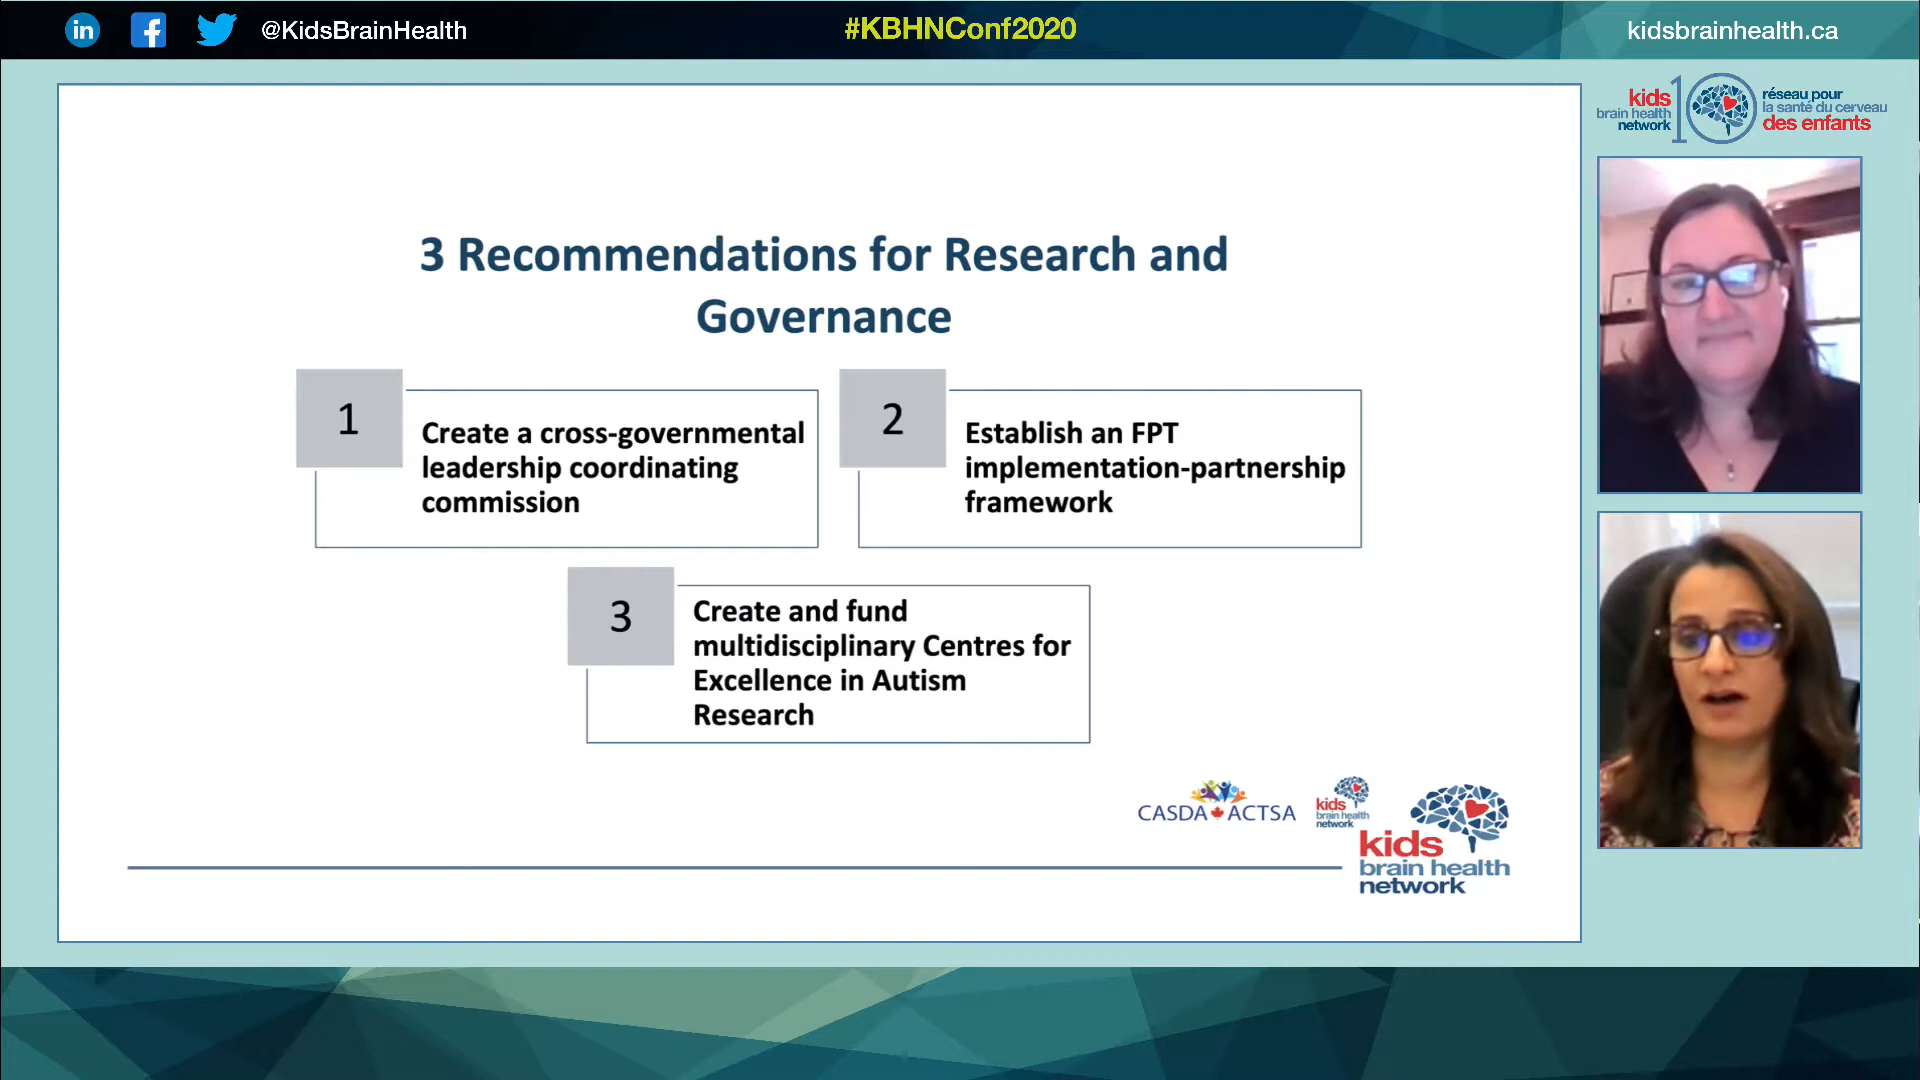 in
f
@KidsBrainHealth
#KBHNConf2020
kidsbrainhealth.ca
kids
brain health
network
10
réseau pour
la santé du cerveau
des enfants
3 Recommendations for Research and
Governance
1
Create a cross-governmental
leadership coordinating
commission
2
Establish an FPT
implementation-partnership
framework
3
Create and fund
multidisciplinary Centres for
Excellence in Autism
Research
CASDA ACTSA
kids
brain health
network
kids
brain health
network